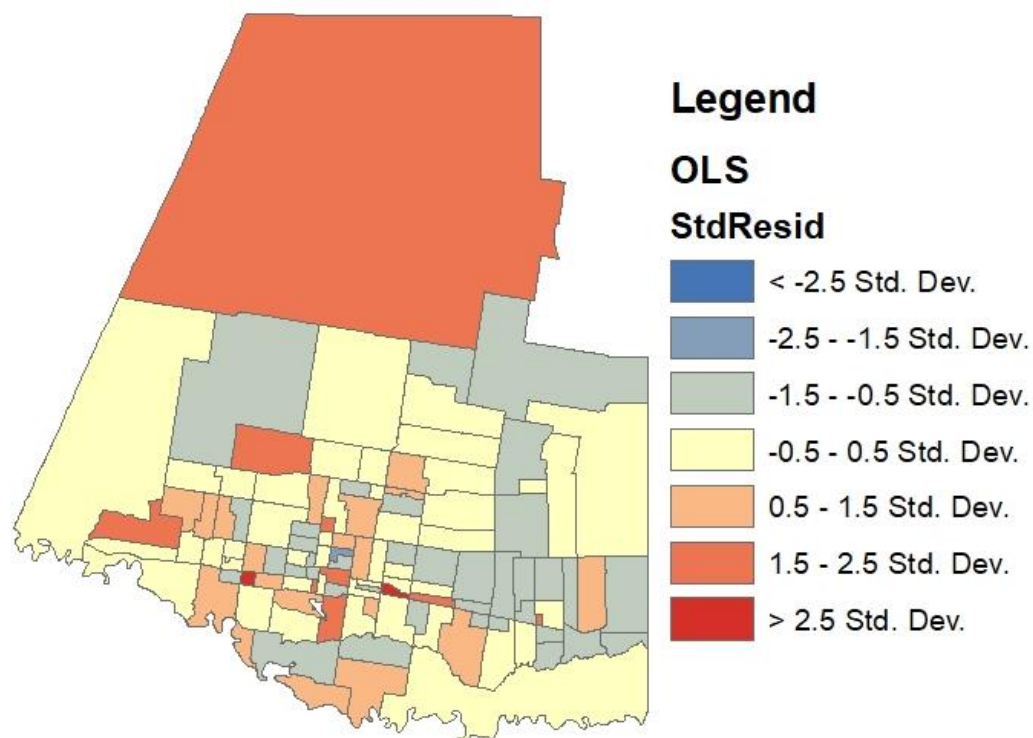 Legend
OLS
StdResid
< -2.5 Std. Dev.
-2.5 - -1.5 Std. Dev.
-1.5 - -0.5 Std. Dev.
-0.5 - 0.5 Std. Dev.
0.5 - 1.5 Std. Dev.
1.5 - 2.5 Std. Dev.
> 2.5 Std. Dev.